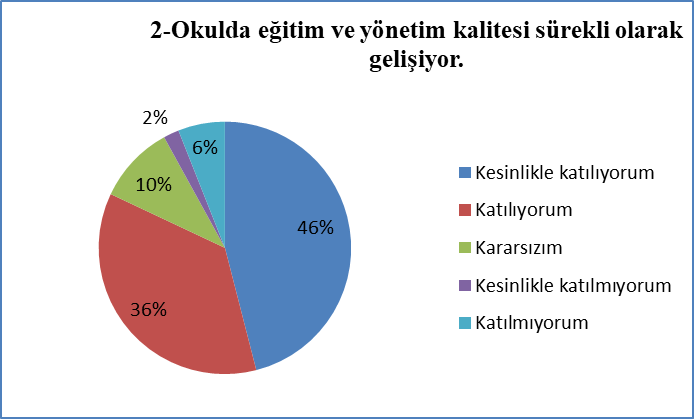 2-Okulda eğitim ve yönetim kalitesi sürekli olarak
gelişiyor.
2%
6%
10%
46%
36%
Kesinlikle katılıyorum
Katılıyorum
Kararsızım
Kesinlikle katılmıyorum
Katılmıyorum